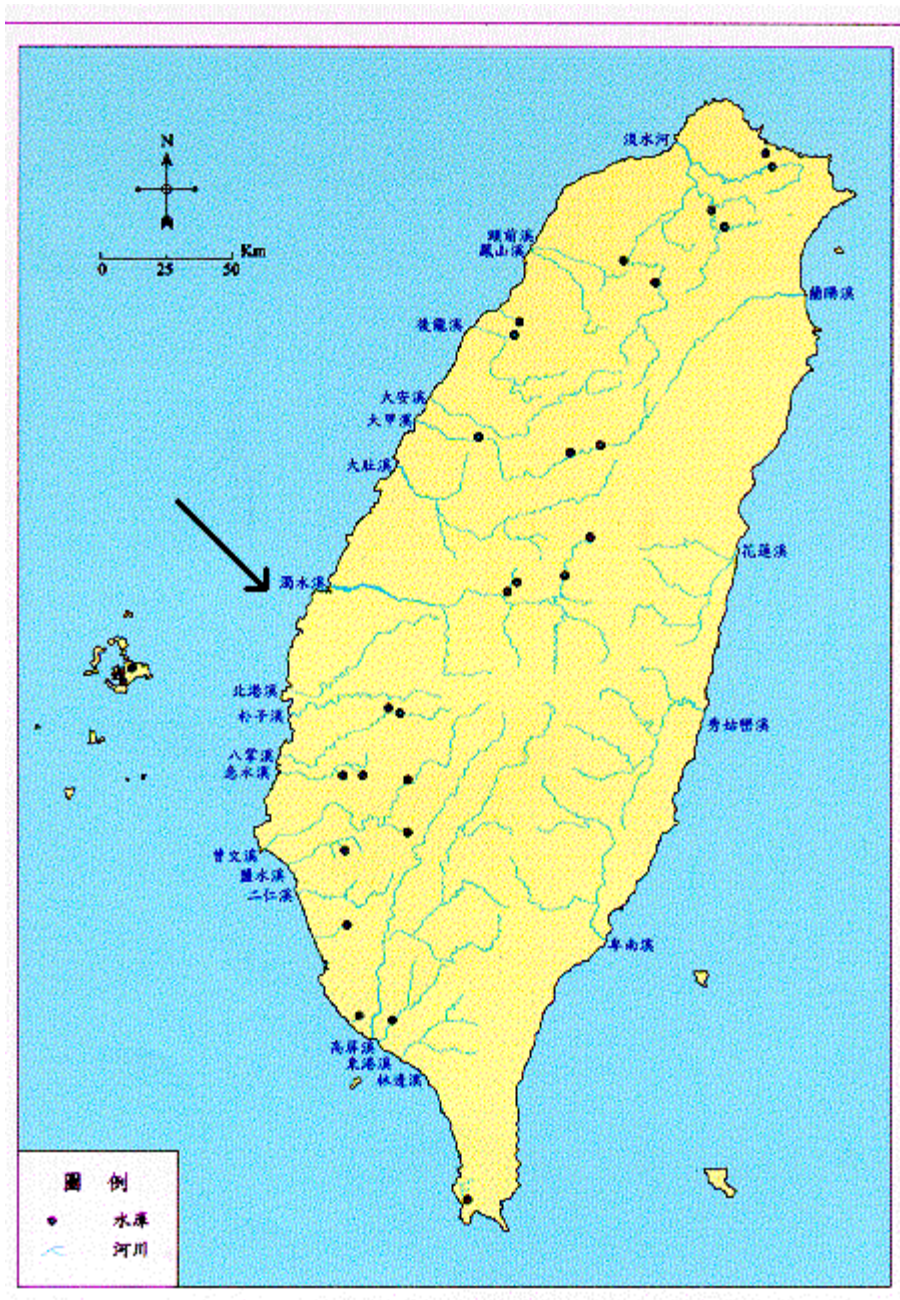 N
Km
0 25 50
淡水河
頭前溪
鳳山溪
蘭陽溪
後龍溪
大安溪
大甲溪
大肚溪
花蓮溪
濁水溪
北港溪
朴子溪
秀姑巒溪
八掌溪
急水溪
曾文溪
鹽水溪
二仁溪
卑南溪
高屏溪
東港溪
林邊溪
圖例
水庫
河川